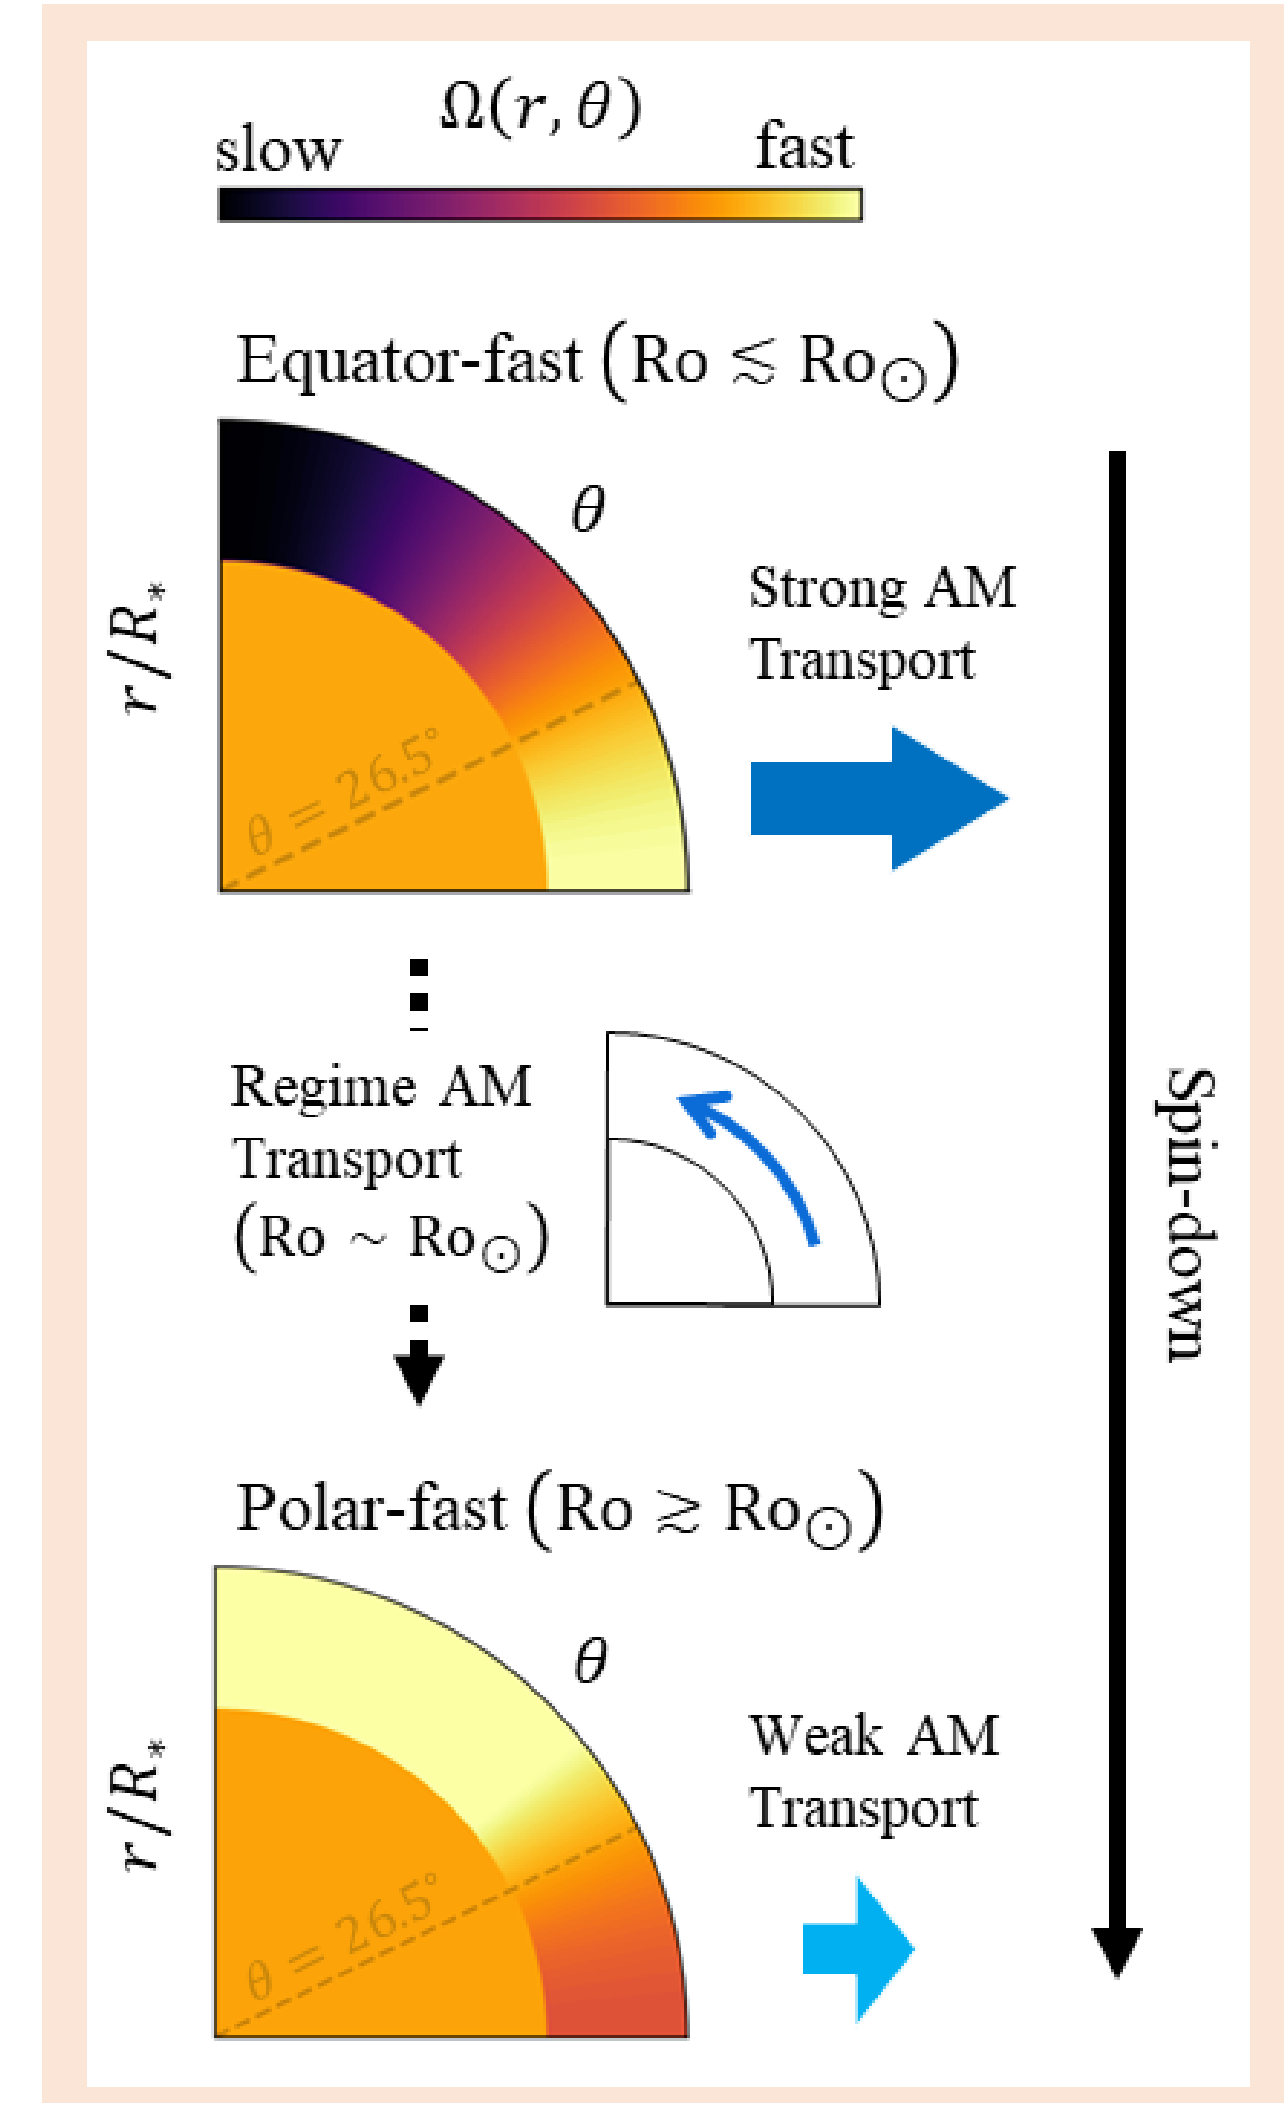 Ω(r, θ)
slow fast
Equator-fast (Ro ≲ Ro☉)
θ
r/R*
Strong AM
Transport
θ = 26.5°
Regime AM
Transport
(Ro ~ Ro☉)
Spin-down
Polar-fast (Ro ≳ Ro☉)
θ
r/R*
Weak AM
Transport
θ = 26.5°